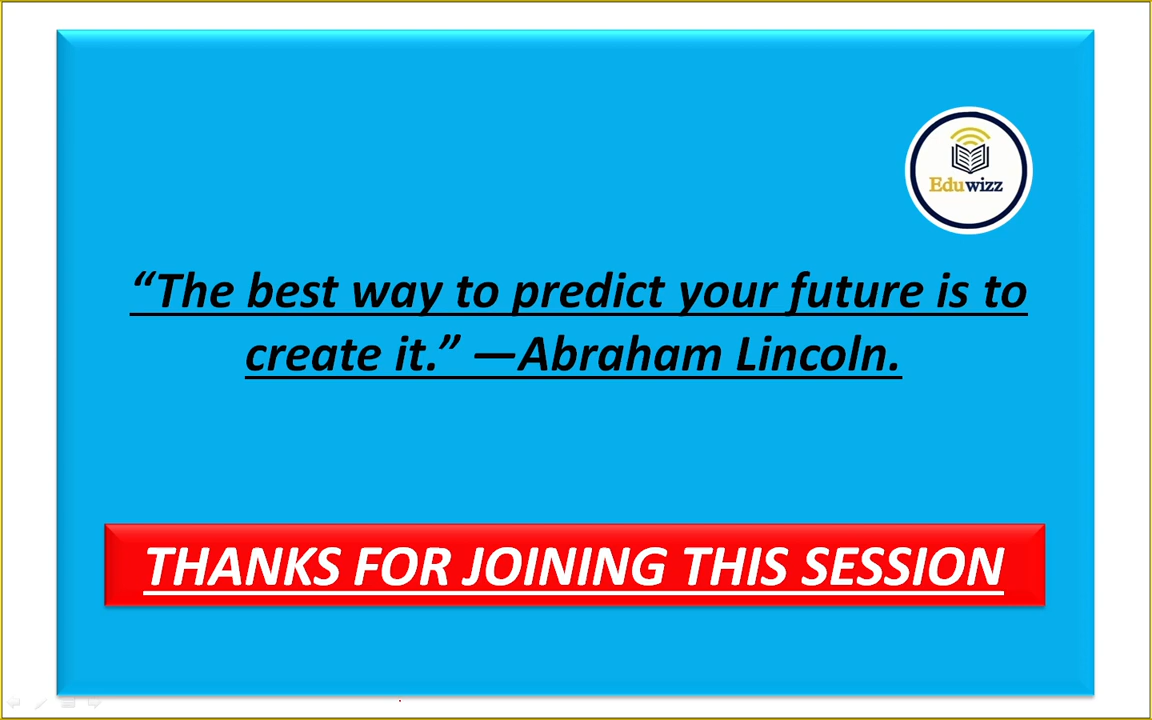 Eduwizz
“The best way to predict your future is to
create it.” —Abraham Lincoln.
THANKS FOR JOINING THIS SESSION